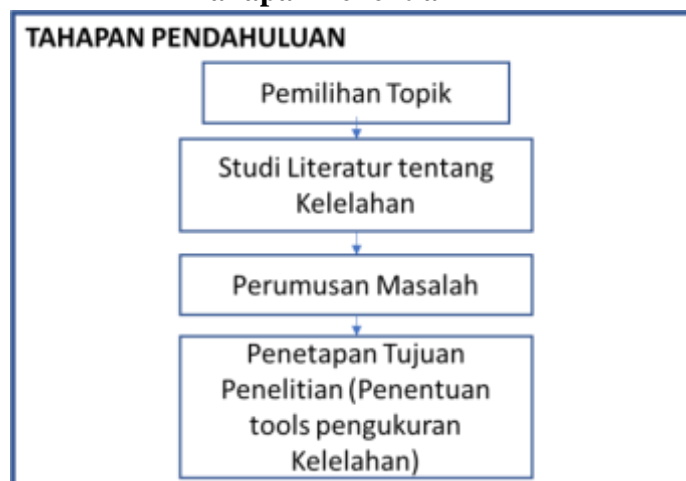 TAHAPAN PENDAHULUAN
Pemilihan Topik
Studi Literatur tentang
Kelelahan
Perumusan Masalah
Penetapan Tujuan
Penelitian (Penentuan
tools pengukuran
Kelelahan)